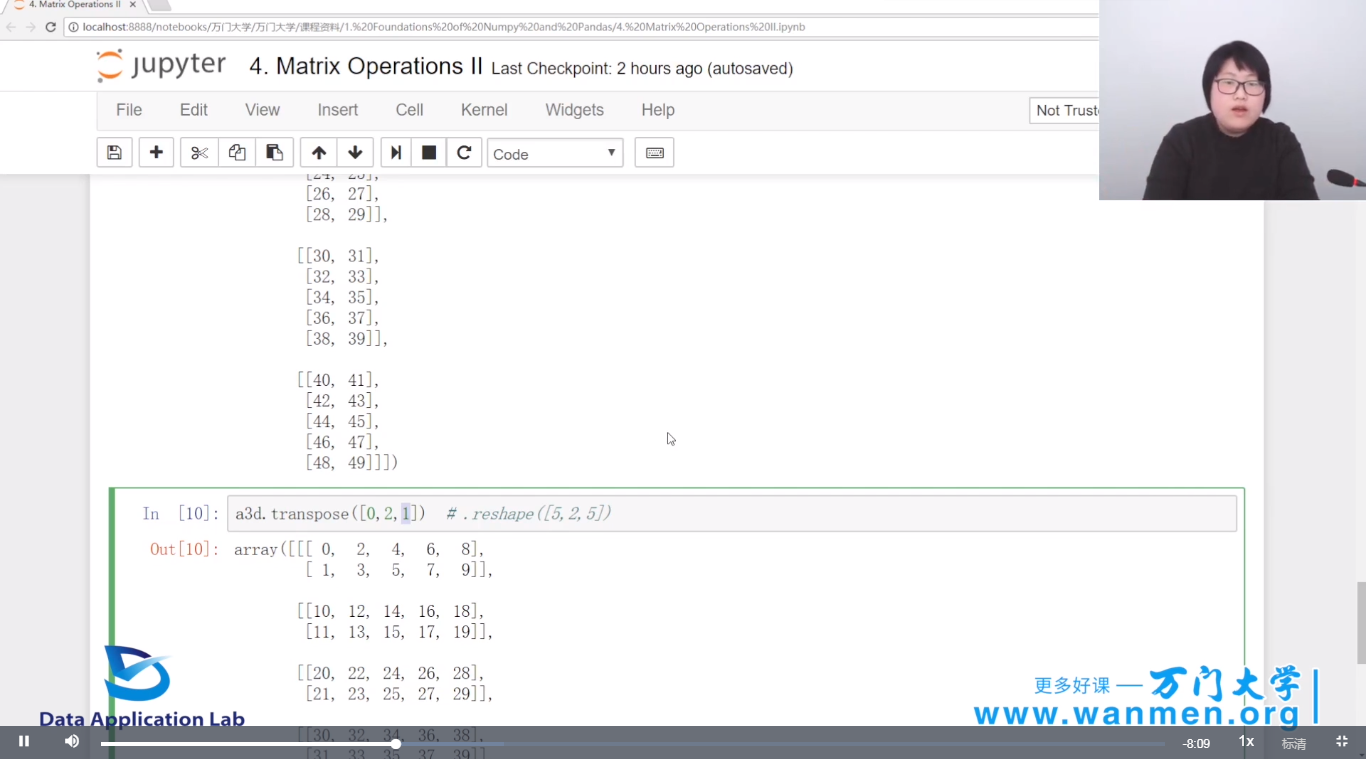 4. Matrix Operations II
localhost:8888/notebooks/万门大学/万门大学/课程资料/1.%20Foundations%20of%20Numpy%20and%20Pandas/4.%20Matrix%20Operations%20II.ipynb
jupyter 4. Matrix Operations II Last Checkpoint: 2 hours ago (autosaved)
File Edit View Insert Cell Kernel Widgets Help Not Trust
Code
[24, 25],
[26, 27],
[28, 29]],
[[30, 31],
[32, 33],
[34, 35],
[36, 37],
[38, 39]],
[[40, 41],
[42, 43],
[44, 45],
[46, 47],
[48, 49]]])
In [10]: a3d.transpose([0,2,1]) # .reshape([5,2,5])
Out[10]: array([[[ 0, 2, 4, 6, 8],
[ 1, 3, 5, 7, 9]],
[[10, 12, 14, 16, 18],
[11, 13, 15, 17, 19]],
[[20, 22, 24, 26, 28],
[21, 23, 25, 27, 29]],
更多好课 — 万门大学
www.wanmen.org
Data Application Lab
[[30, 32, 34, 36, 38],
[31, 33, 35, 37, 39]],
-8:09 1x 标清